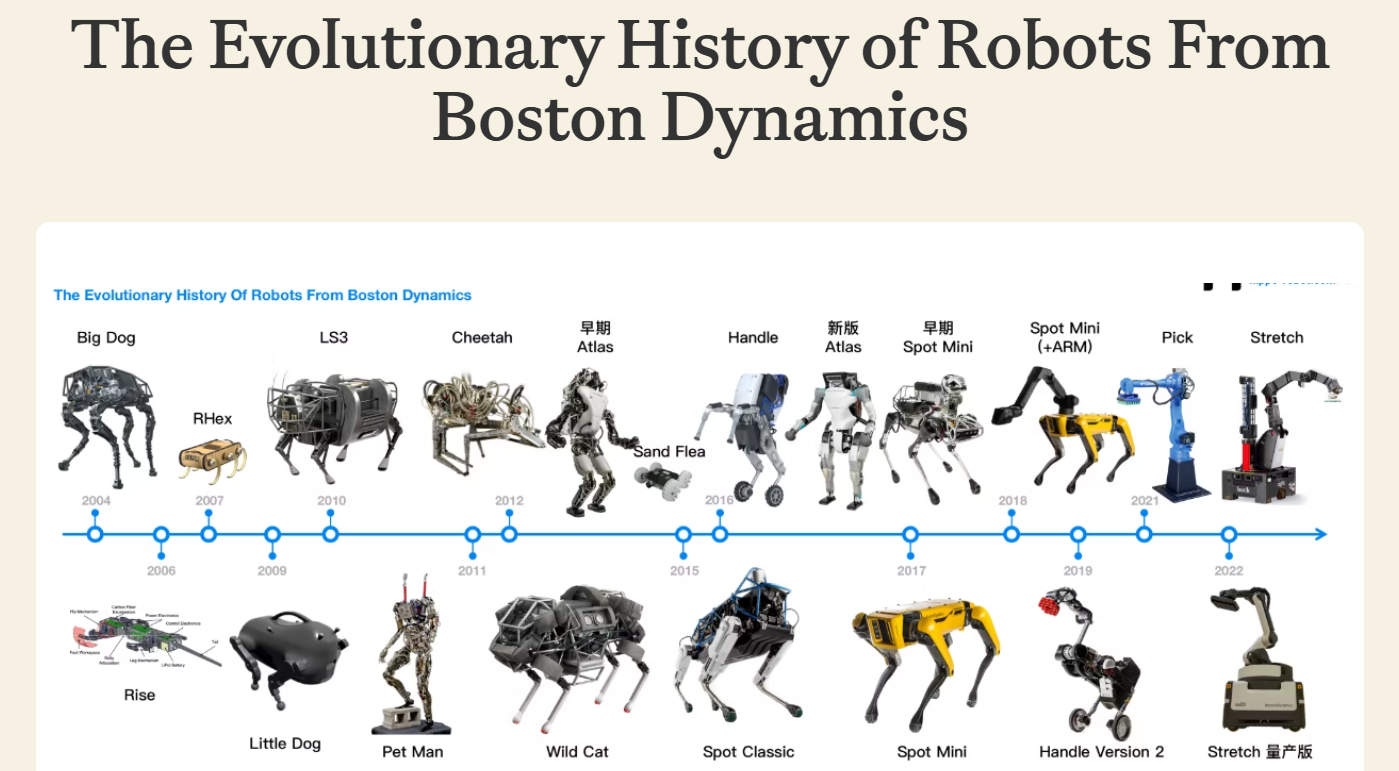 The Evolutionary History of Robots From
Boston Dynamics
The Evolutionary History Of Robots From Boston Dynamics
Big Dog
RHex
LS3
Cheetah
早期
Atlas
Sand Flea
Handle
新版
Atlas
早期
Spot Mini
Spot Mini
(+ARM)
Pick
Stretch
2004
2007
2010
2012
2016
2018
2021
2006
2009
2011
2015
2017
2019
2022
Rise
Little Dog
Pet Man
Wild Cat
Spot Classic
Spot Mini
Handle Version 2
Stretch 量产版